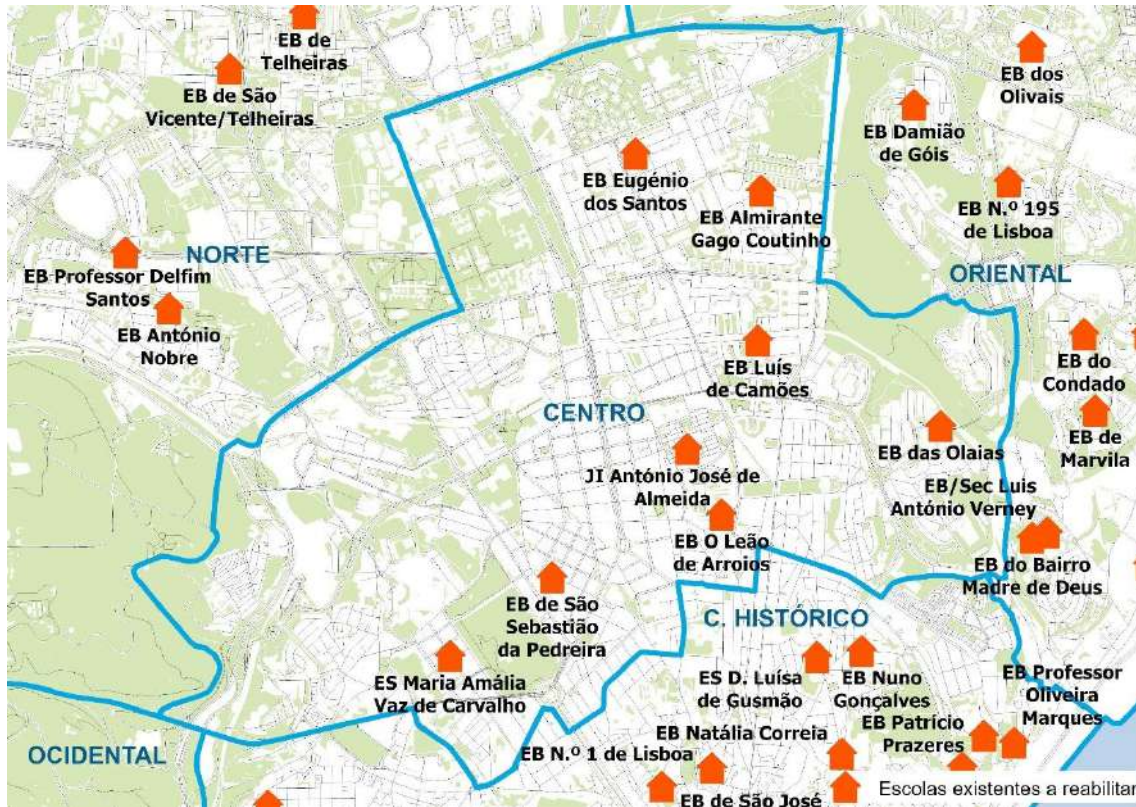 EB de
Telheiras
EB de São
Vicente/Telheiras
EB dos
Olivais
EB Damião
de Góis
EB Eugénio
dos Santos
EB Almirante
Gago Coutinho
EB N.º 195
de Lisboa
NORTE
EB Professor Delfim
Santos
ORIENTAL
EB António
Nobre
EB Luís
de Camões
EB do
Condado
CENTRO
EB de
Marvila
EB das Olaias
JI António José de
Almeida
EB/Sec Luis
António Verney
EB O Leão
de Arroios
EB do Bairro
Madre de Deus
EB de São
Sebastião
da Pedreira
C. HISTÓRICO
ES Maria Amália
Vaz de Carvalho
ES D. Luísa
de Gusmão
EB Nuno
Gonçalves
EB Professor
Oliveira
Marques
EB Patrício
Prazeres
EB Natália Correia
EB N.º 1 de Lisboa
OCIDENTAL
EB de São José
Escolas existentes a reabilitar